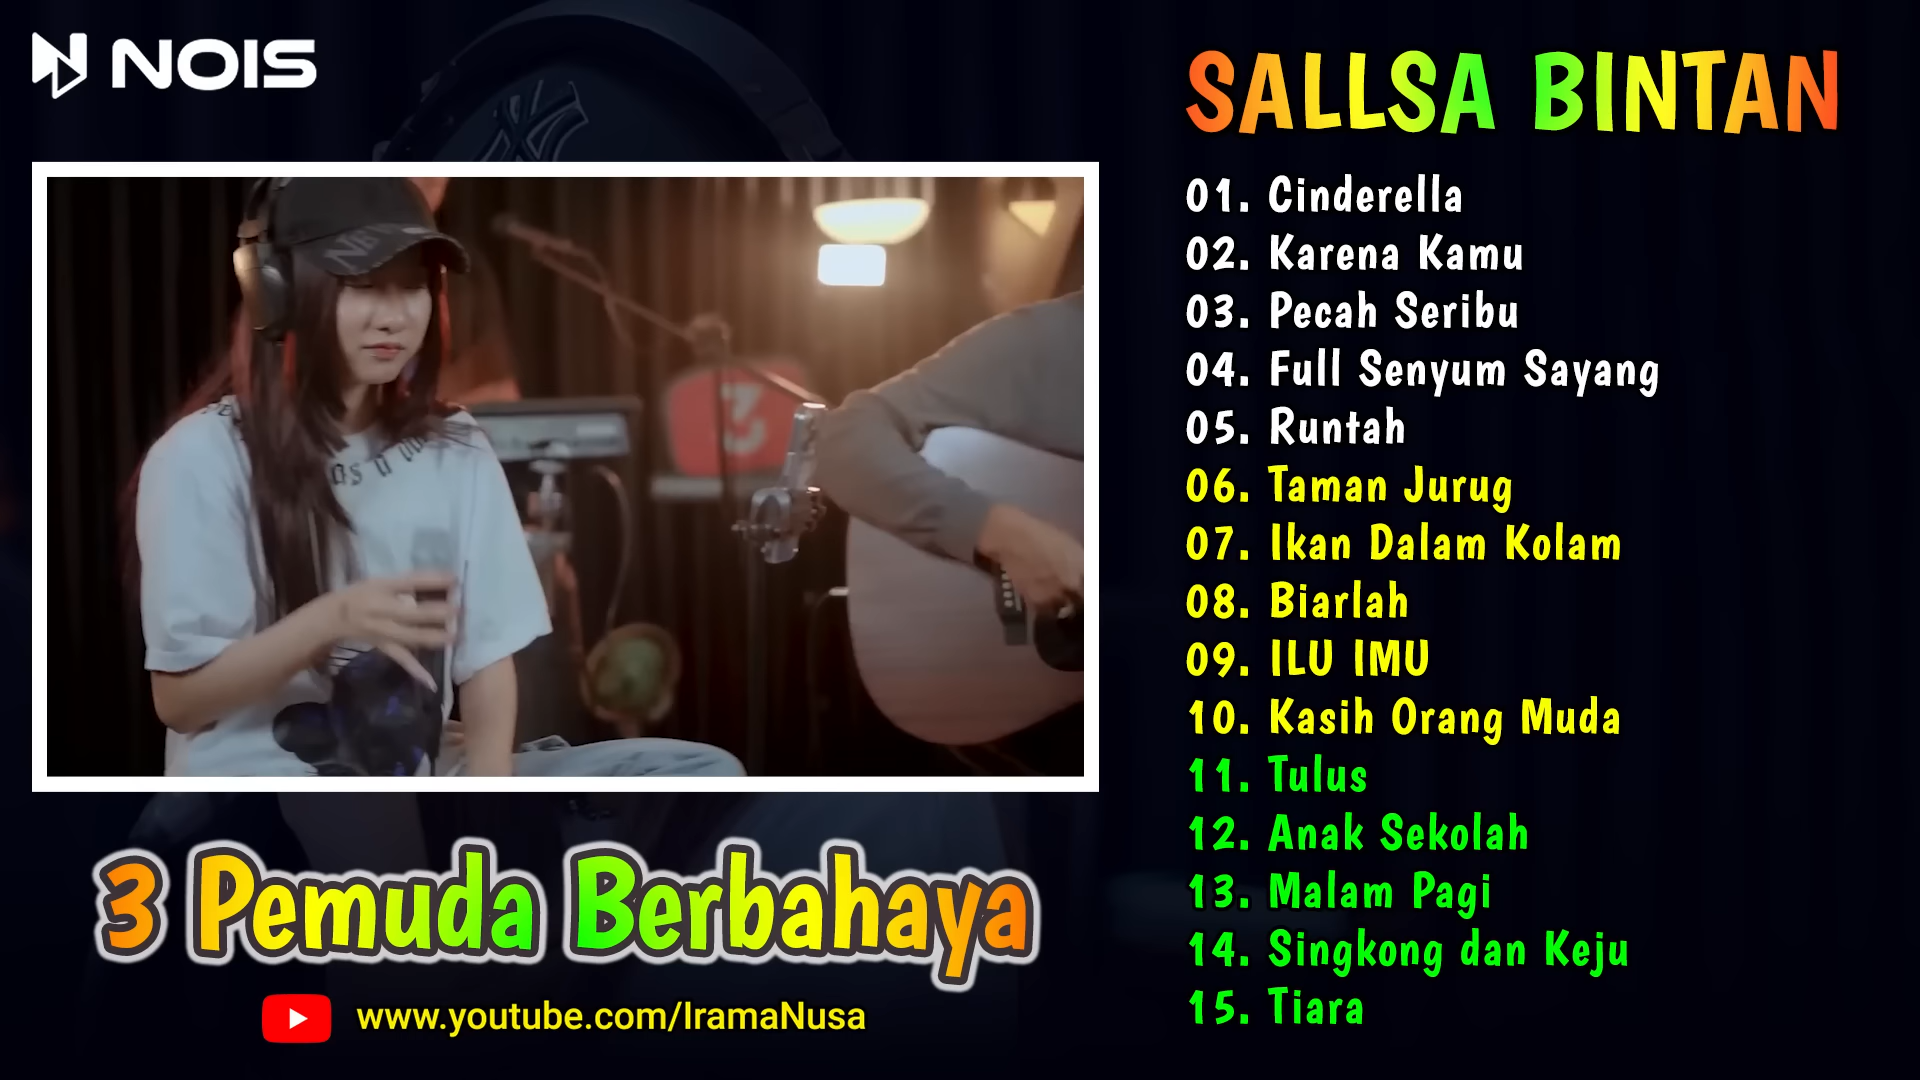 NOIS
SALLSA BINTAN
01. Cinderella
02. Karena Kamu
03. Pecah Seribu
04. Full Senyum Sayang
05. Runtah
06. Taman Jurug
07. Ikan Dalam Kolam
08. Biarlah
09. ILU IMU
10. Kasih Orang Muda
11. Tulus
12. Anak Sekolah
13. Malam Pagi
14. Singkong dan Keju
15. Tiara
3
3 Pemuda Berbahaya
www.youtube.com/IramaNusa